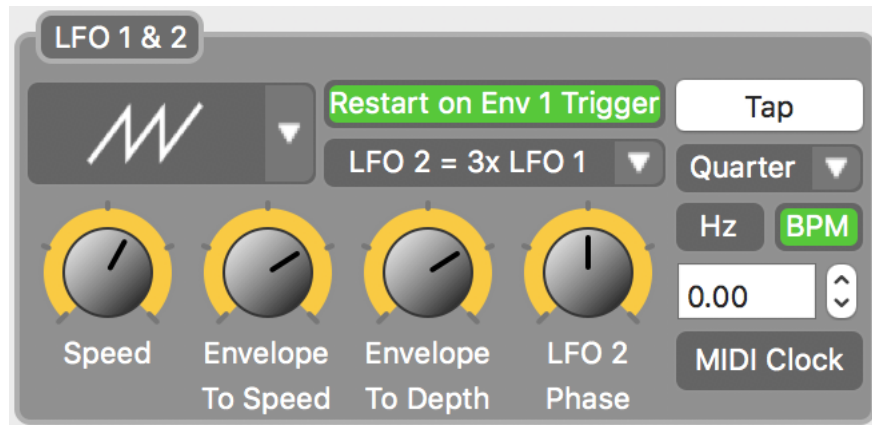 LFO 1 & 2
Restart on Env 1 Trigger
Tap
LFO 2 = 3x LFO 1
Quarter
Hz
BPM
0.00
MIDI Clock
Speed
Envelope
To Speed
Envelope
To Depth
LFO 2
Phase